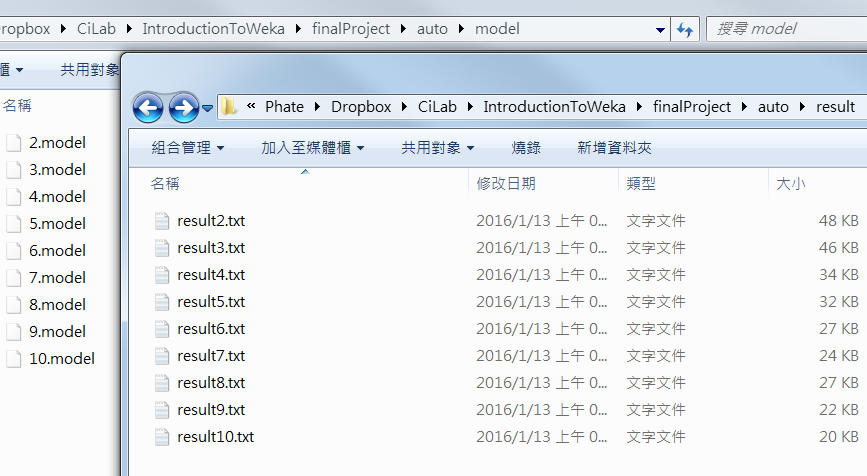 ropbox ▸ CiLab ▸ IntroductionToWeka ▸ finalProject ▸ auto ▸ model
搜尋 model
櫃 共用對象
名稱
2.model
3.model
4.model
5.model
6.model
7.model
8.model
9.model
10.model
« Phate ▸ Dropbox ▸ CiLab ▸ IntroductionToWeka ▸ finalProject ▸ auto ▸ result
組合管理 加入至媒體櫃 共用對象 燒錄 新增資料夾
名稱 修改日期 類型 大小
result2.txt 2016/1/13 上午 0... 文字文件 48 KB
result3.txt 2016/1/13 上午 0... 文字文件 46 KB
result4.txt 2016/1/13 上午 0... 文字文件 34 KB
result5.txt 2016/1/13 上午 0... 文字文件 32 KB
result6.txt 2016/1/13 上午 0... 文字文件 27 KB
result7.txt 2016/1/13 上午 0... 文字文件 24 KB
result8.txt 2016/1/13 上午 0... 文字文件 27 KB
result9.txt 2016/1/13 上午 0... 文字文件 22 KB
result10.txt 2016/1/13 上午 0... 文字文件 20 KB